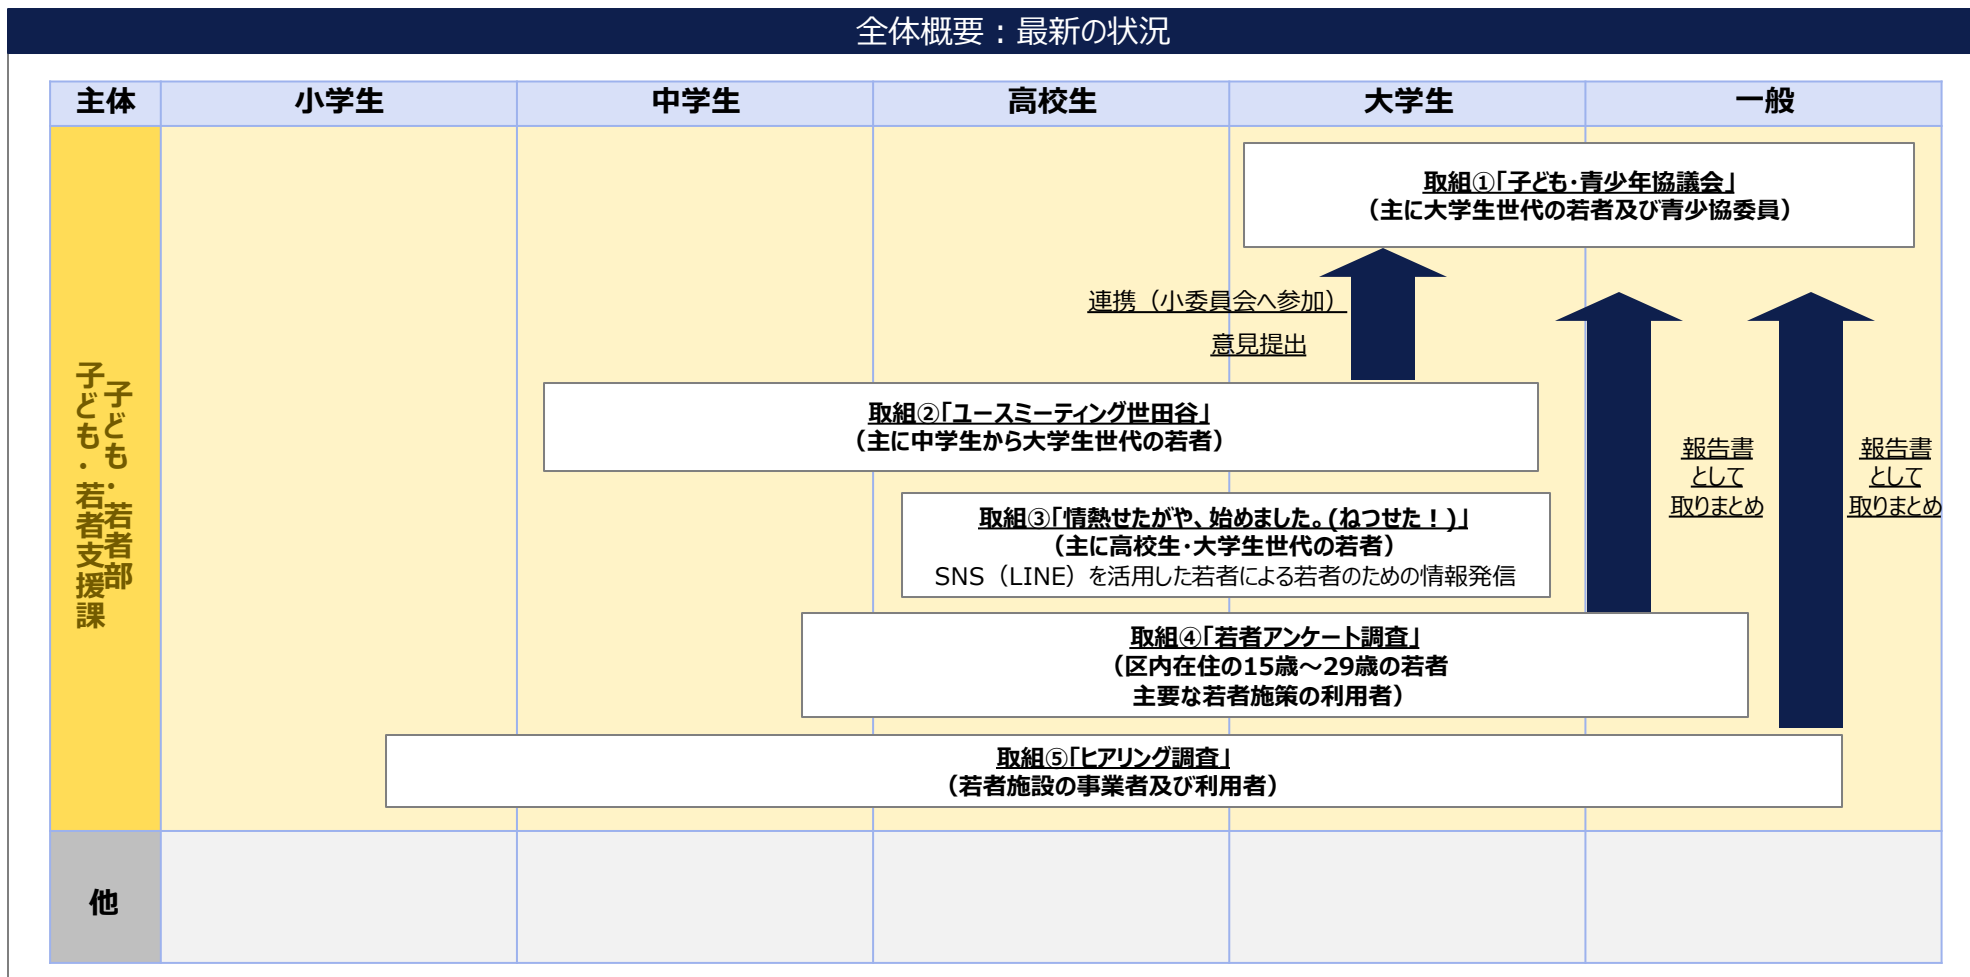 全体概要：最新の状況
主体
小学生
中学生
高校生
大学生
一般
子ども・若者部
子ども・若者支援課
取組①「子ども・青少年協議会」
（主に大学生世代の若者及び青少協委員）
連携（小委員会へ参加）
意見提出
取組②「ユースミーティング世田谷」
（主に中学生から大学生世代の若者）
報告書
として
取りまとめ
報告書
として
取りまとめ
取組③「情熱せたがや、始めました。(ねつせた！)」
（主に高校生・大学生世代の若者）
SNS（LINE）を活用した若者による若者のための情報発信
取組④「若者アンケート調査」
（区内在住の15歳～29歳の若者
主要な若者施策の利用者）
取組⑤「ヒアリング調査」
（若者施設の事業者及び利用者）
他